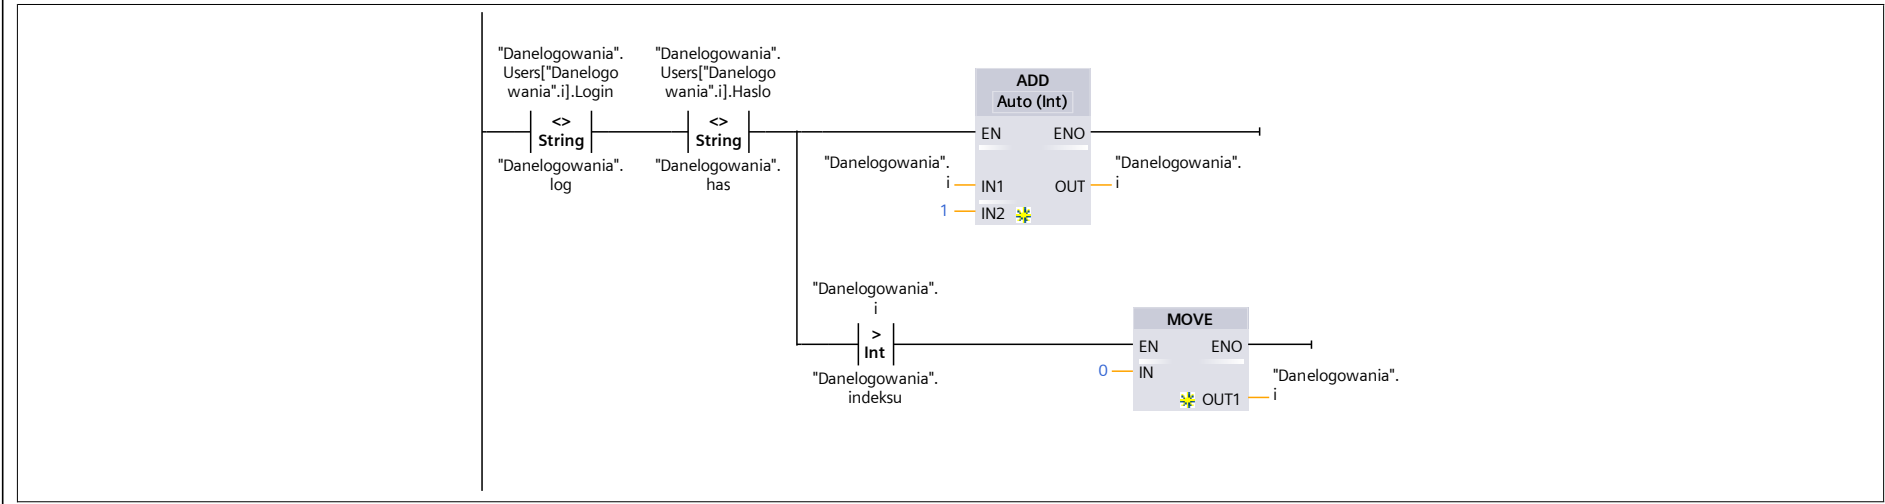 "Danelogowania".
Users["Danelogo
wania".i].Login
<>
String
"Danelogowania".
log
"Danelogowania".
Users["Danelogo
wania".i].Haslo
<>
String
"Danelogowania".
has
ADD
Auto (Int)
EN ENO
"Danelogowania".
i
IN1
1
IN2
OUT
"Danelogowania".
i
"Danelogowania".
i
>
Int
"Danelogowania".
indeksu
MOVE
EN ENO
0
IN
OUT1
"Danelogowania".
i